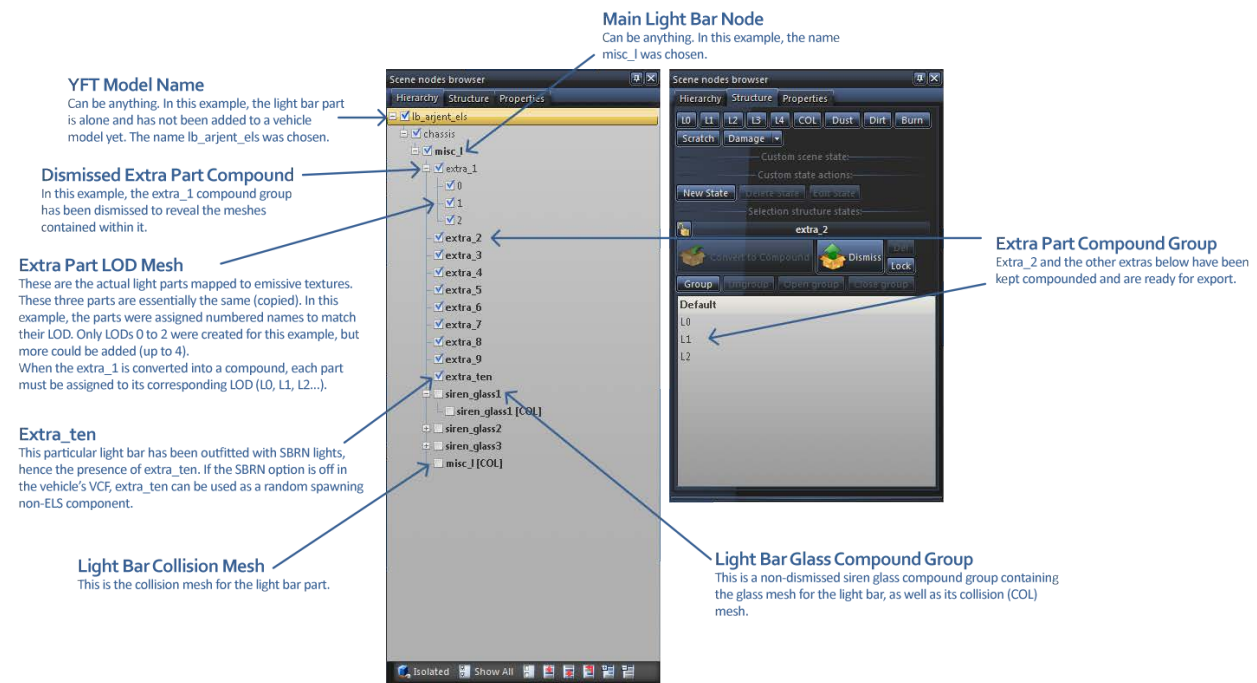 Main Light Bar Node
Can be anything. In this example, the name
misc_l was chosen.
YFT Model Name
Can be anything. In this example, the light bar part
is alone and has not been added to a vehicle
model yet. The name lb_arjent_els was chosen.
Dismissed Extra Part Compound
In this example, the extra_1 compound group
has been dismissed to reveal the meshes
contained within it.
Extra Part LOD Mesh
These are the actual light parts mapped to emissive textures.
These three parts are essentially the same (copied). In this
example, the parts were assigned numbered names to match
their LOD. Only LODs 0 to 2 were created for this example, but
more could be added (up to 4).
When the extra_1 is converted into a compound, each part
must be assigned to its corresponding LOD (L0, L1, L2...).
Extra_ten
This particular light bar has been outfitted with SBRN lights,
hence the presence of extra_ten. If the SBRN option is off in
the vehicle's VCF, extra_ten can be used as a random spawning
non-ELS component.
Light Bar Collision Mesh
This is the collision mesh for the light bar part.
Scene nodes browser
Hierarchy Structure Properties
lb_arjent_els
chassis
misc_l
extra_1
0
1
2
extra_2
extra_3
extra_4
extra_5
extra_6
extra_7
extra_8
extra_9
extra_ten
siren_glass1
siren_glass1 [COL]
siren_glass2
siren_glass3
misc_l [COL]
Isolated Show All
Scene nodes browser
Hierarchy Structure Properties
L0 L1 L2 L3 L4 COL Dust Dirt Burn
Scratch Damage
Custom scene state:
Custom state actions:
New State Delete State Edit State
Selection structure states:
extra_2
Convert to Compound Dismiss
Lock
Group Ungroup Open group Close group
Default
L0
L1
L2
Extra Part Compound Group
Extra_2 and the other extras below have been
kept compounded and are ready for export.
Light Bar Glass Compound Group
This is a non-dismissed siren glass compound group containing
the glass mesh for the light bar, as well as its collision (COL)
mesh.